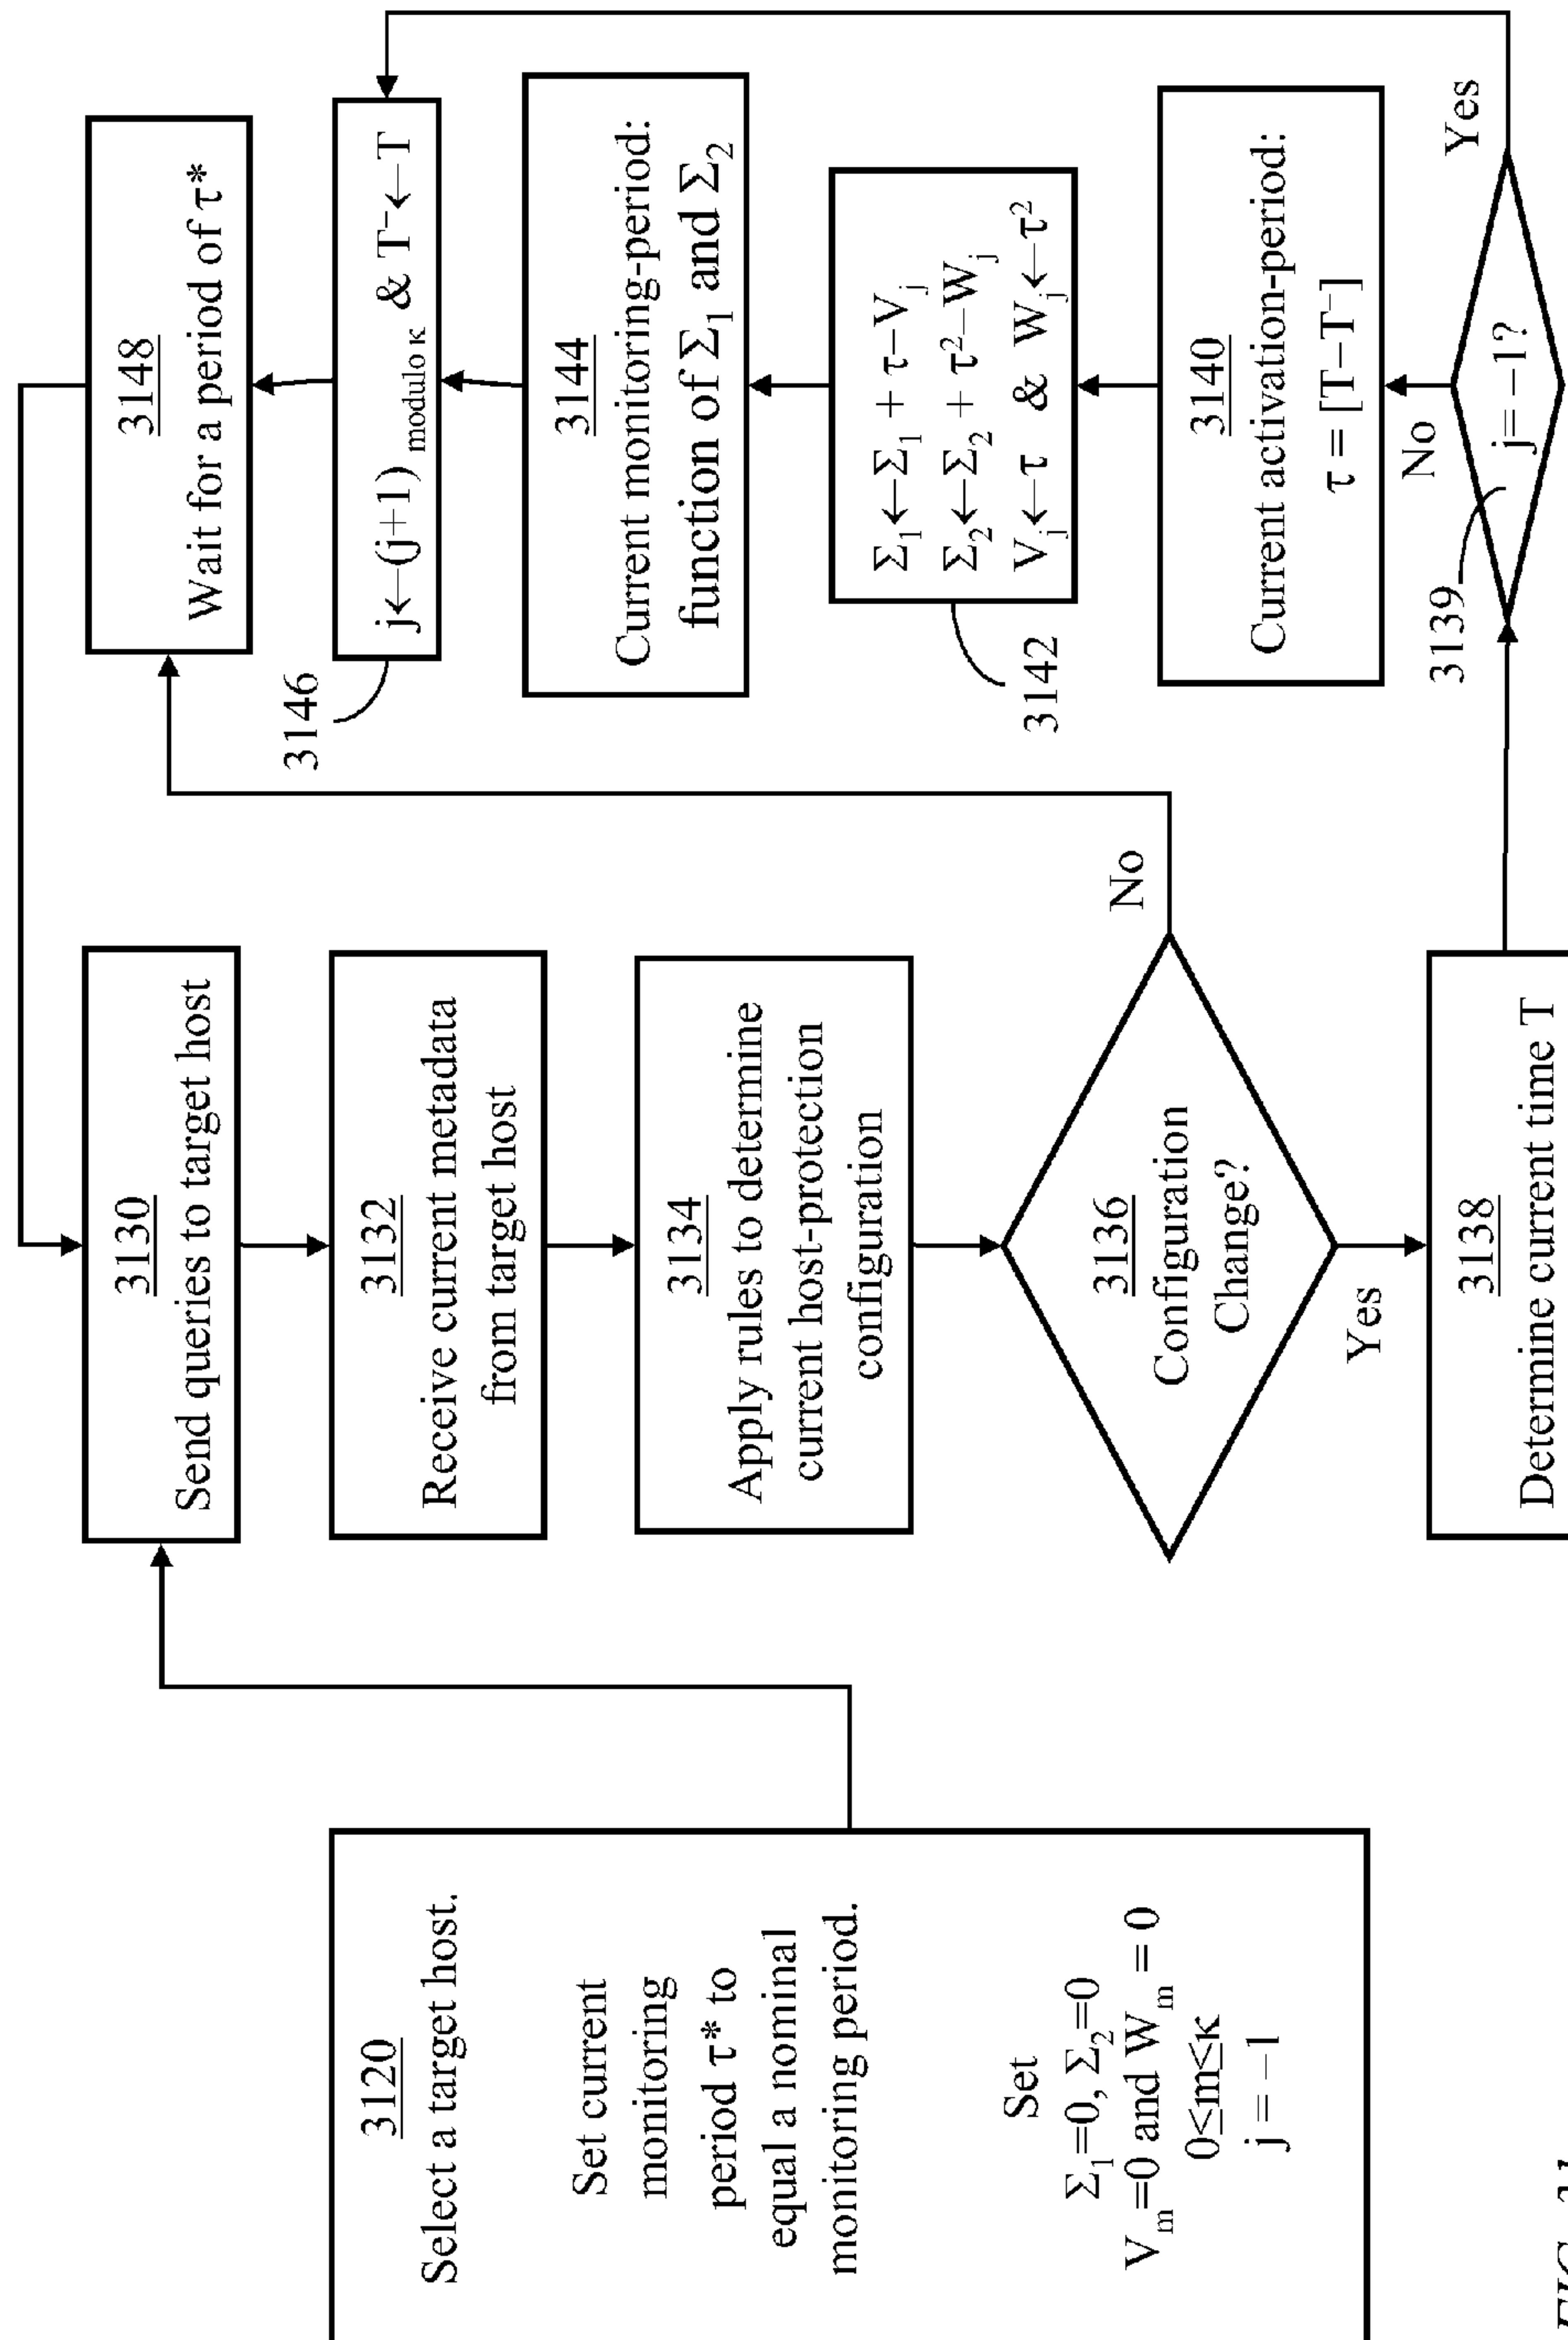 3120
Select a target host.
Set current
monitoring
period τ* to
equal a nominal
monitoring period.
Set
Σ1=0, Σ2=0
Vm=0 and Wm = 0
0≤m≤κ
j = −1
3130
Send queries to target host
3132
Receive current metadata
from target host
3134
Apply rules to determine
current host-protection
configuration
3136
Configuration
Change?
No
Yes
3138
Determine current time T
3148
Wait for a period of τ*
3146
j←(j+1) modulo κ & T⁻←T
3144
Current monitoring-period:
function of Σ1 and Σ2
Σ1←Σ1 + τ−Vj
Σ2←Σ2 + τ²−Wj
Vj←τ & Wj←τ²
3142
3140
Current activation-period:
τ = [T−T⁻]
No
Yes
3139
j= −1?
FIG.